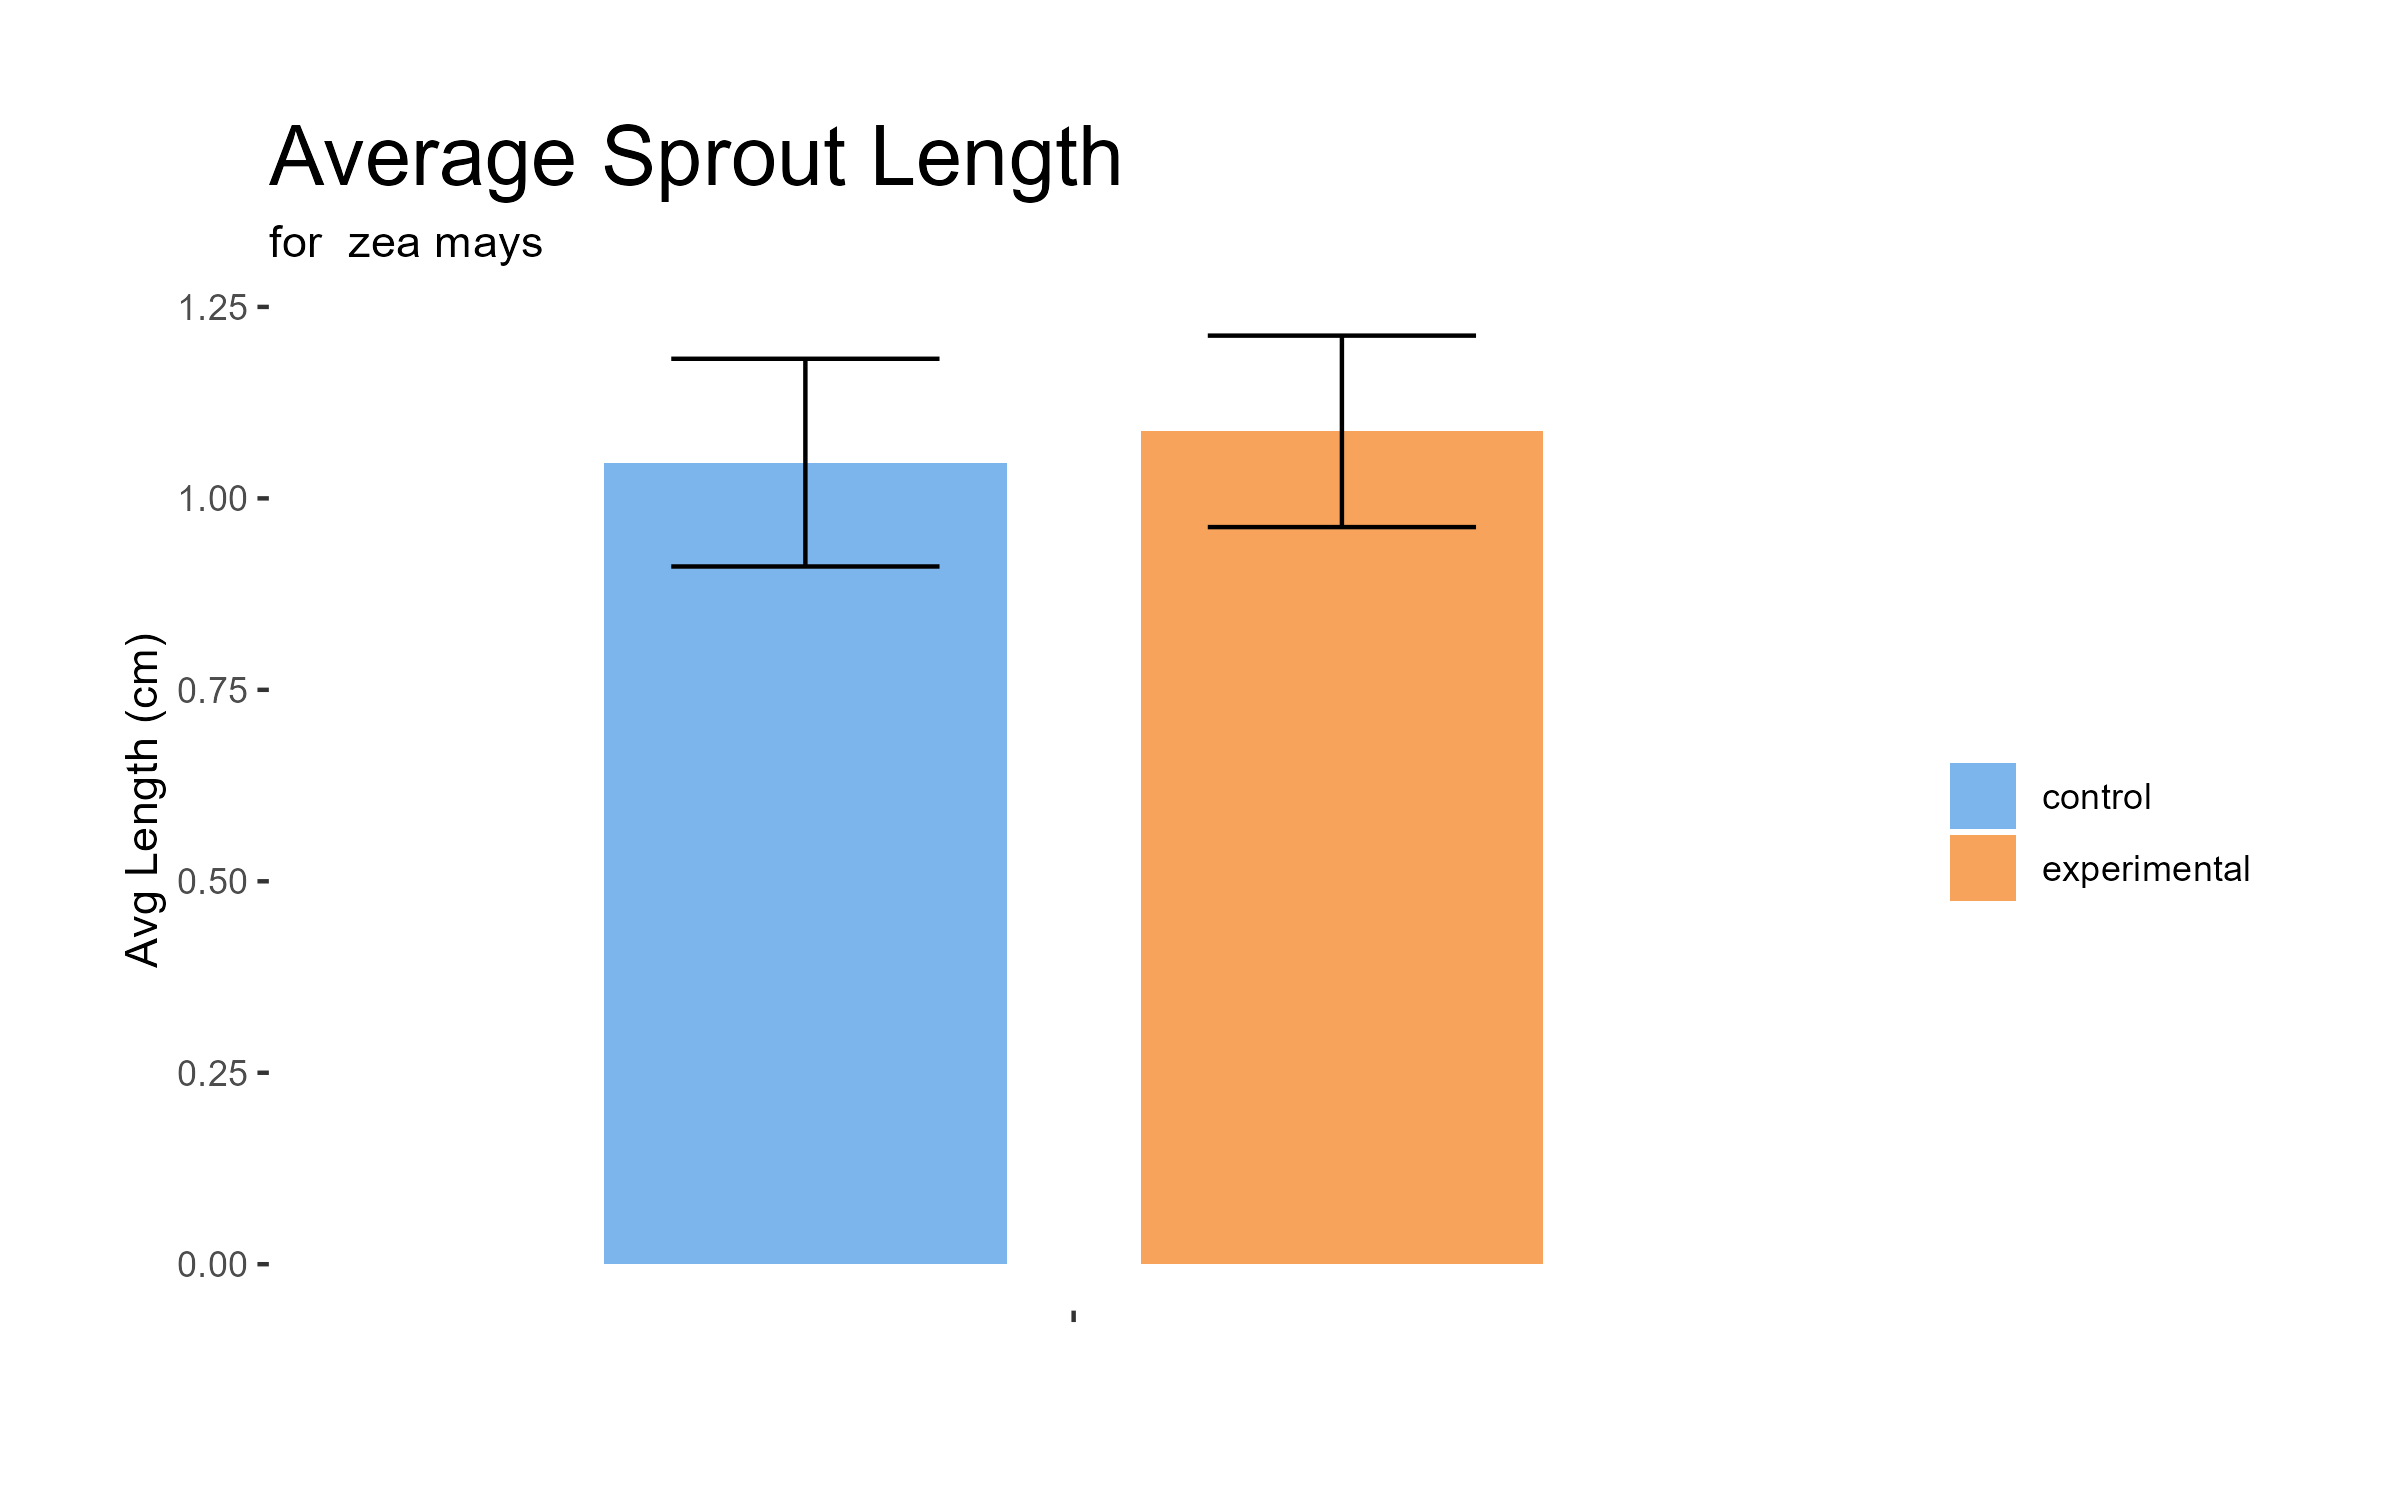 Average Sprout Length
for  zea mays
1.25
1.00
0.75
0.50
0.25
0.00
Avg Length (cm)
control
experimental